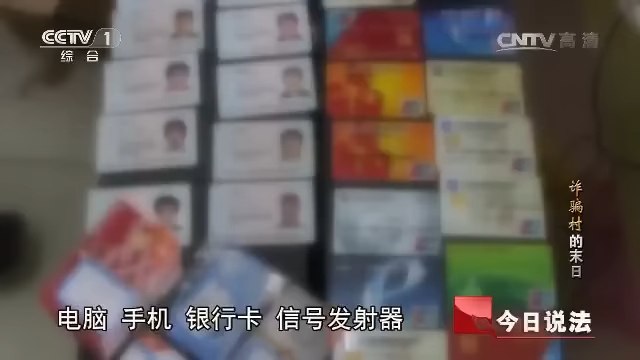 CCTV 1
综合
CNTV高清
诈骗村的末日
电脑 手机 银行卡 信号发射器
今日说法